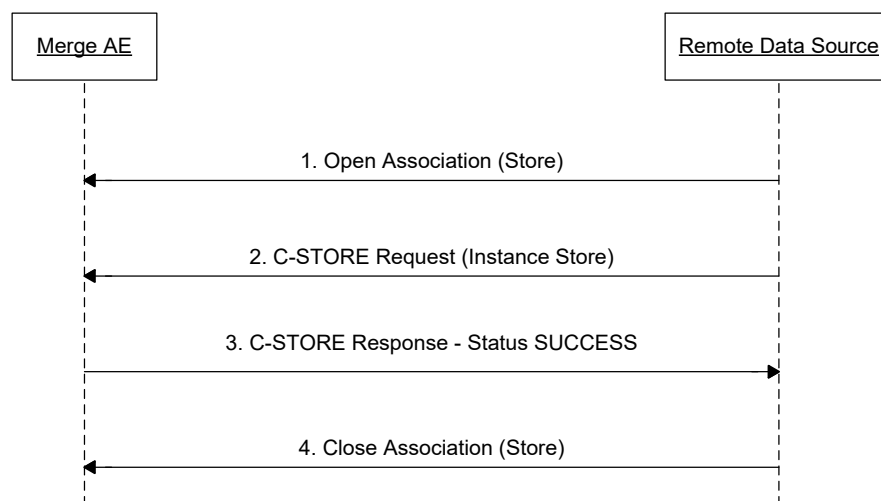 Merge AE
Remote Data Source
1. Open Association (Store)
2. C-STORE Request (Instance Store)
3. C-STORE Response - Status SUCCESS
4. Close Association (Store)